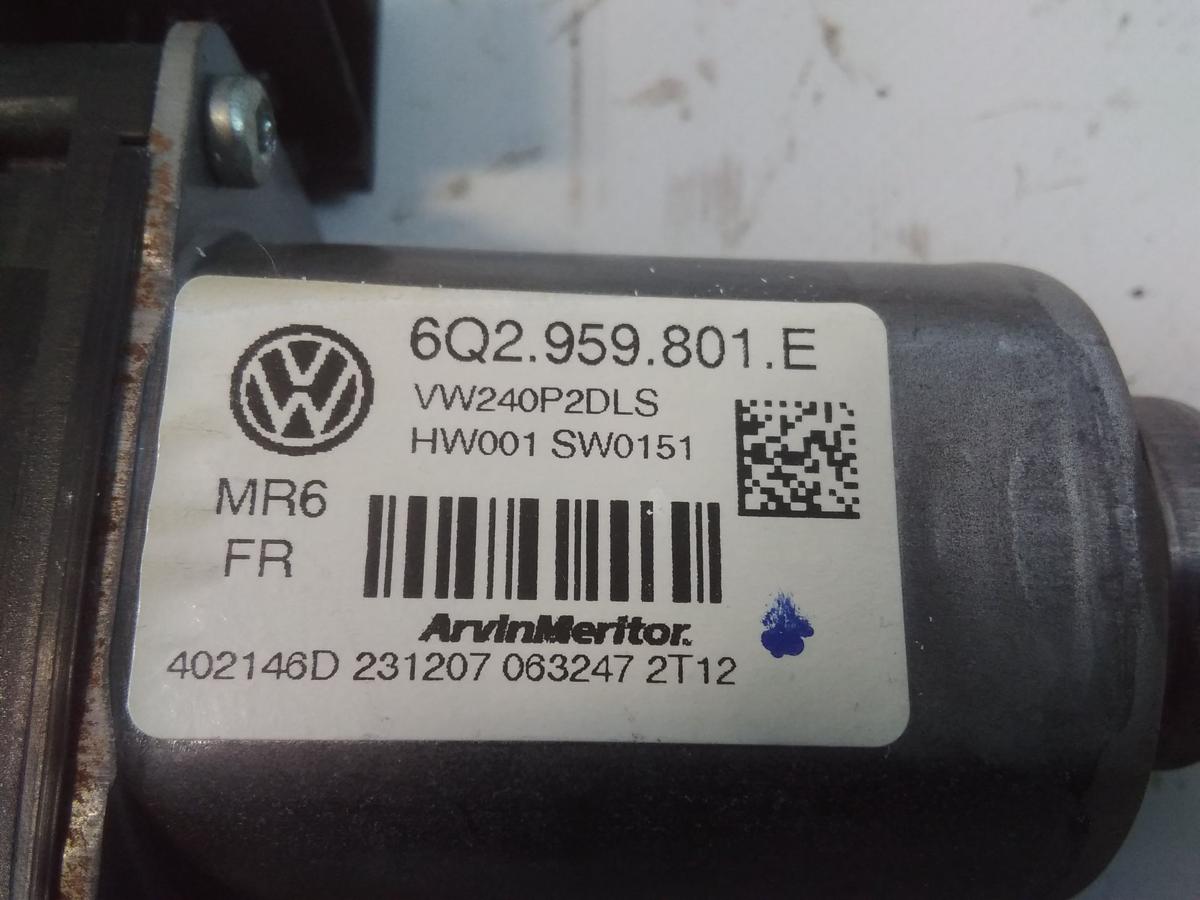 6Q2.959.801.E
VW240P2DLS
HW001 SW0151
MR6
FR
ArvinMeritor.
402146D 231207 063247 2T12